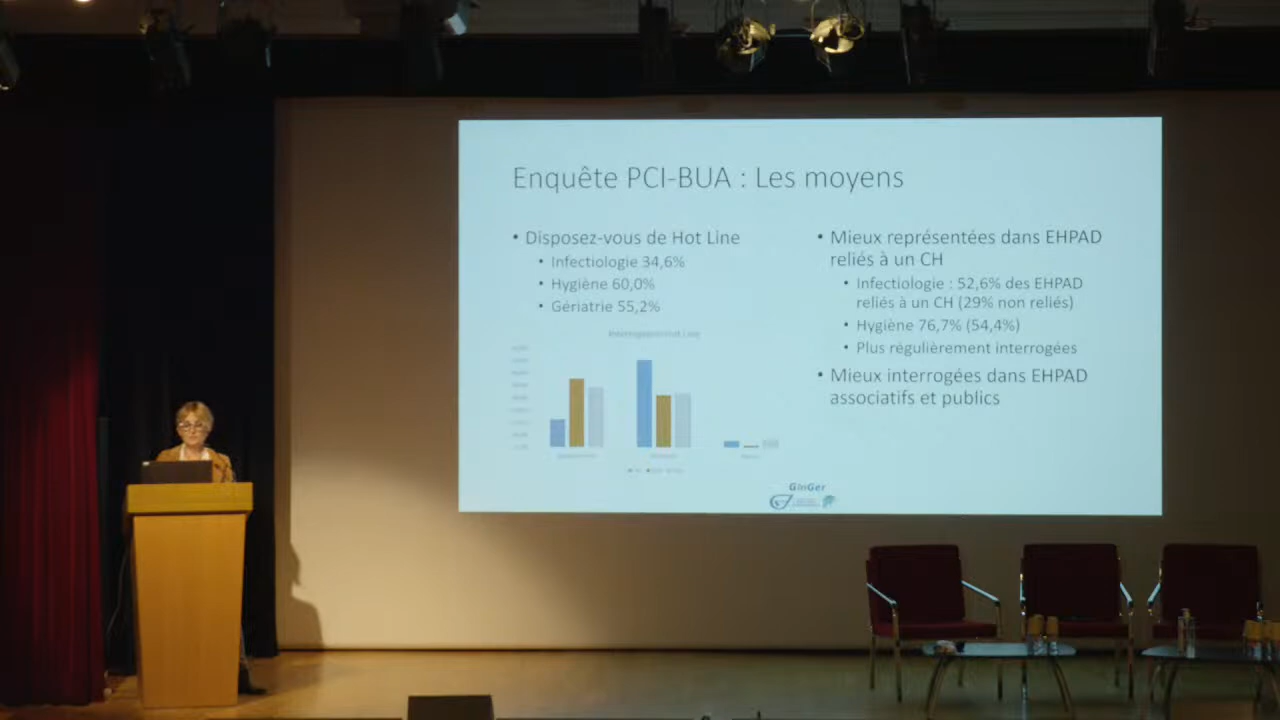 Enquête PCI-BUA : Les moyens
• Disposez-vous de Hot Line
• Infectiologie 34,6%
• Hygiène 60,0%
• Gériatrie 55,2%
• Mieux représentées dans EHPAD
reliés à un CH
• Infectiologie : 52,6% des EHPAD
reliés à un CH (29% non reliés)
• Hygiène 76,7% (54,4%)
• Plus régulièrement interrogées
• Mieux interrogées dans EHPAD
associatifs et publics
GInGer